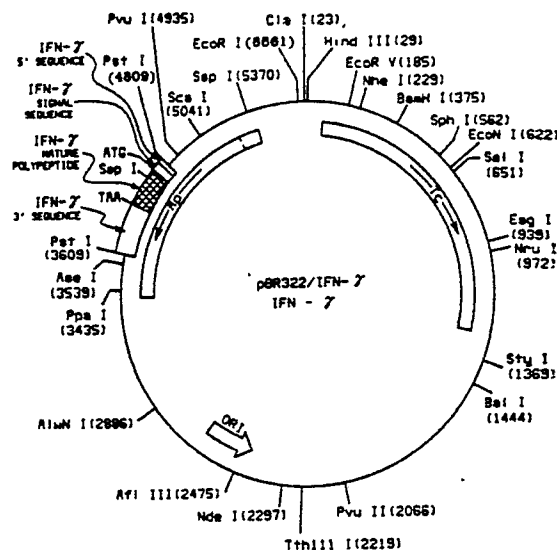 Cla I(23),
EcoR I(6661)
Hind III(29)
EcoR V(185)
Nhe I(229)
BamH I(375)
Sph I(562)
EcoN I(622)
Sal I
(651)
Eag I
(939)
Nru I
(972)
Sty I
(1369)
Bal I
(1444)
Pvu II(2066)
Tth111 I(2219)
Nde I(2297)
Afl III(2475)
AlwN I(2886)
Ppa I
(3435)
Ase I
(3539)
Pst I
(3609)
IFN-γ
3' SEQUENCE
TAA
IFN-γ
MATURE
POLYPEPTIDE
Ssp I
ATG
IFN-γ
SIGNAL
SEQUENCE
IFN-γ
5' SEQUENCE
Pst I
(4809)
Pvu I(4935)
Sca I
5041)
Ssp I(5370)
Ap
Tc
pBR322/IFN-γ
IFN - γ
ORI